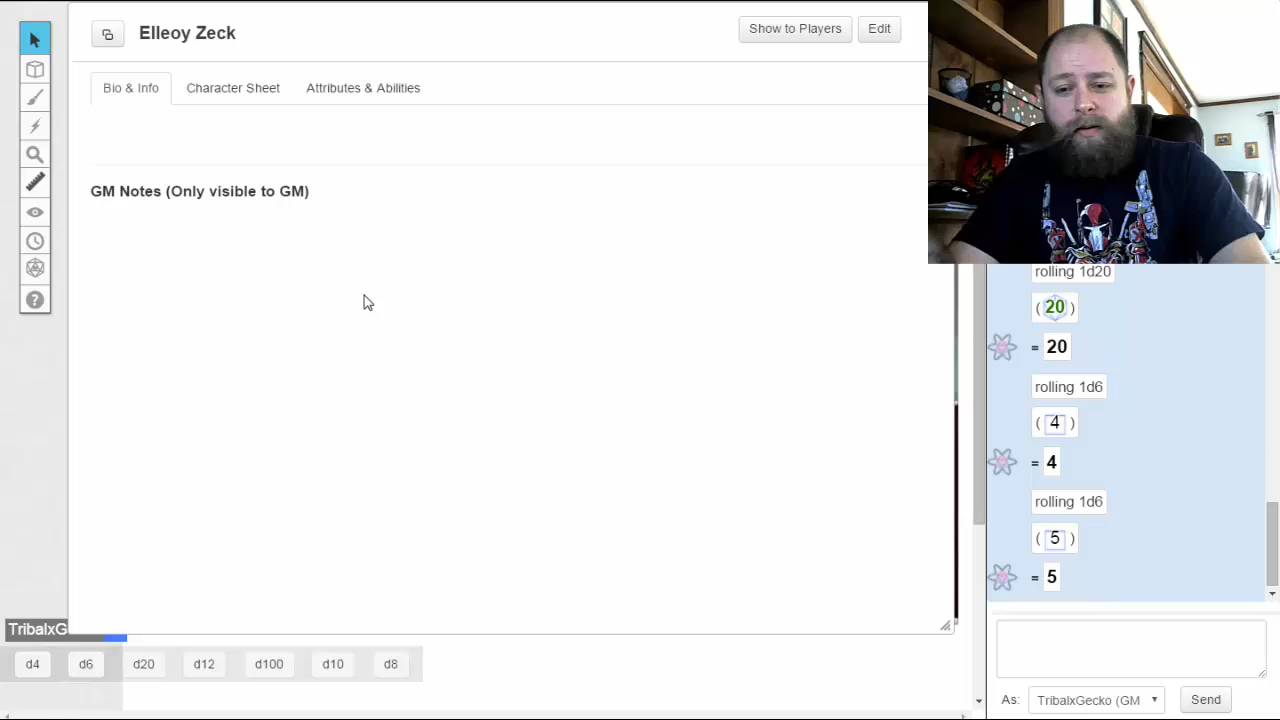 Elleoy Zeck
Show to Players
Edit
Bio & Info
Character Sheet
Attributes & Abilities
GM Notes (Only visible to GM)
rolling 1d20
( 20 )
= 20
rolling 1d6
( 4 )
= 4
rolling 1d6
( 5 )
= 5
TribalxG
d4
d6
d20
d12
d100
d10
d8
As:
TribalxGecko (GM
Send